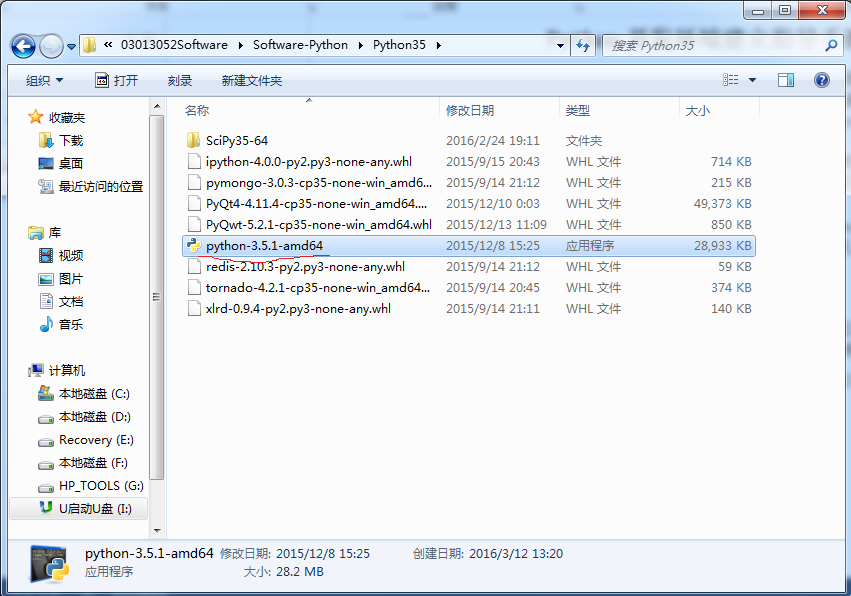 « 03013052Software ▸ Software-Python ▸ Python35 ▸
搜索 Python35
组织 打开 刻录 新建文件夹
名称 修改日期 类型 大小
SciPy35-64 2016/2/24 19:11 文件夹
ipython-4.0.0-py2.py3-none-any.whl 2015/9/15 20:43 WHL 文件 714 KB
pymongo-3.0.3-cp35-none-win_amd6... 2015/9/14 21:12 WHL 文件 215 KB
PyQt4-4.11.4-cp35-none-win_amd64.... 2015/12/10 0:03 WHL 文件 49,373 KB
PyQwt-5.2.1-cp35-none-win_amd64.whl 2015/12/13 11:09 WHL 文件 850 KB
python-3.5.1-amd64 2015/12/8 15:25 应用程序 28,933 KB
redis-2.10.3-py2.py3-none-any.whl 2015/9/14 21:12 WHL 文件 59 KB
tornado-4.2.1-cp35-none-win_amd64... 2015/9/14 20:45 WHL 文件 374 KB
xlrd-0.9.4-py2.py3-none-any.whl 2015/9/14 21:11 WHL 文件 140 KB
收藏夹
下载
桌面
最近访问的位置
库
视频
图片
文档
音乐
计算机
本地磁盘 (C:)
本地磁盘 (D:)
Recovery (E:)
本地磁盘 (F:)
HP_TOOLS (G:)
U启动U盘 (I:)
python-3.5.1-amd64 修改日期: 2015/12/8 15:25 创建日期: 2016/3/12 13:20
应用程序 大小: 28.2 MB